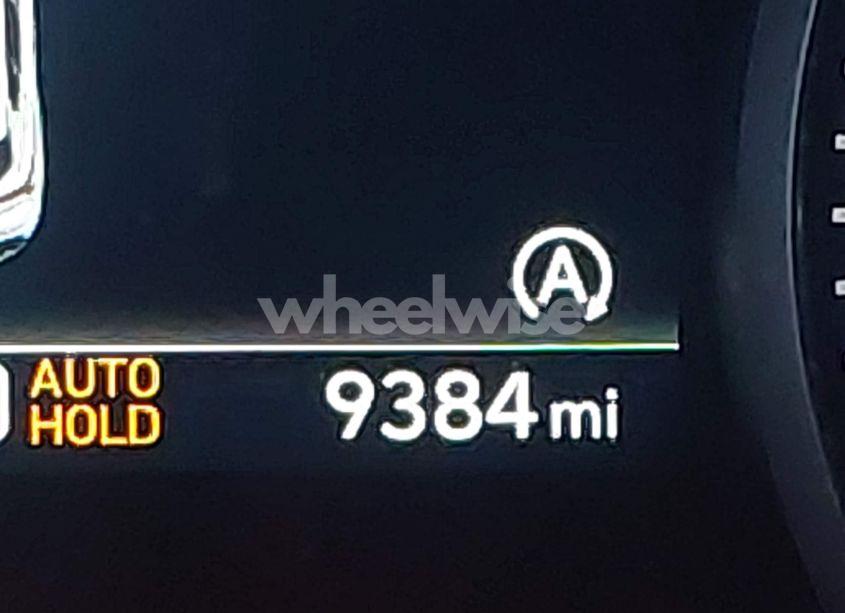 A
wheelwise
AUTO
HOLD
9384 mi